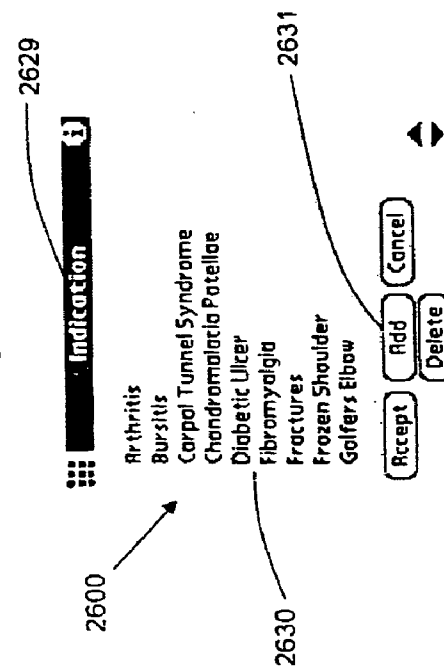 2629
Indication i
2600
Arthritis
Bursitis
Carpal Tunnel Syndrome
Chondromalacia Patellae
Diabetic Ulcer
Fibromyalgia
Fractures
Frozen Shoulder
Golfers Elbow
2630
2631
Accept Add Cancel
Delete